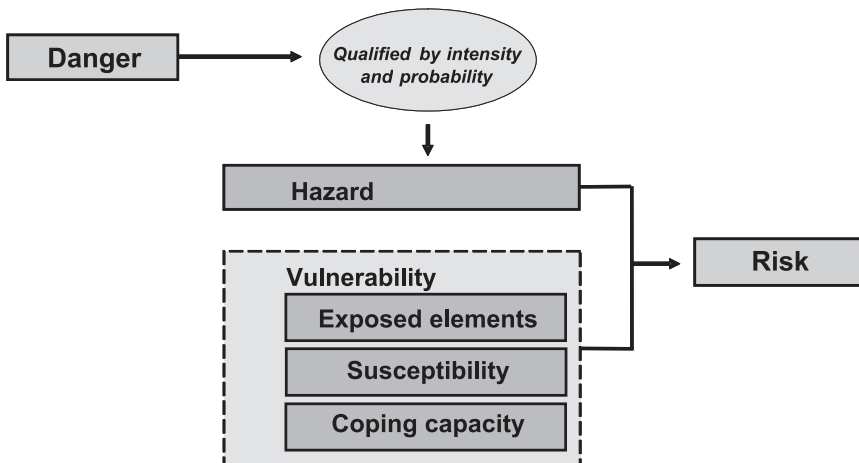 Danger
Qualified by intensity
and probability
Hazard
Vulnerability
Exposed elements
Susceptibility
Coping capacity
Risk